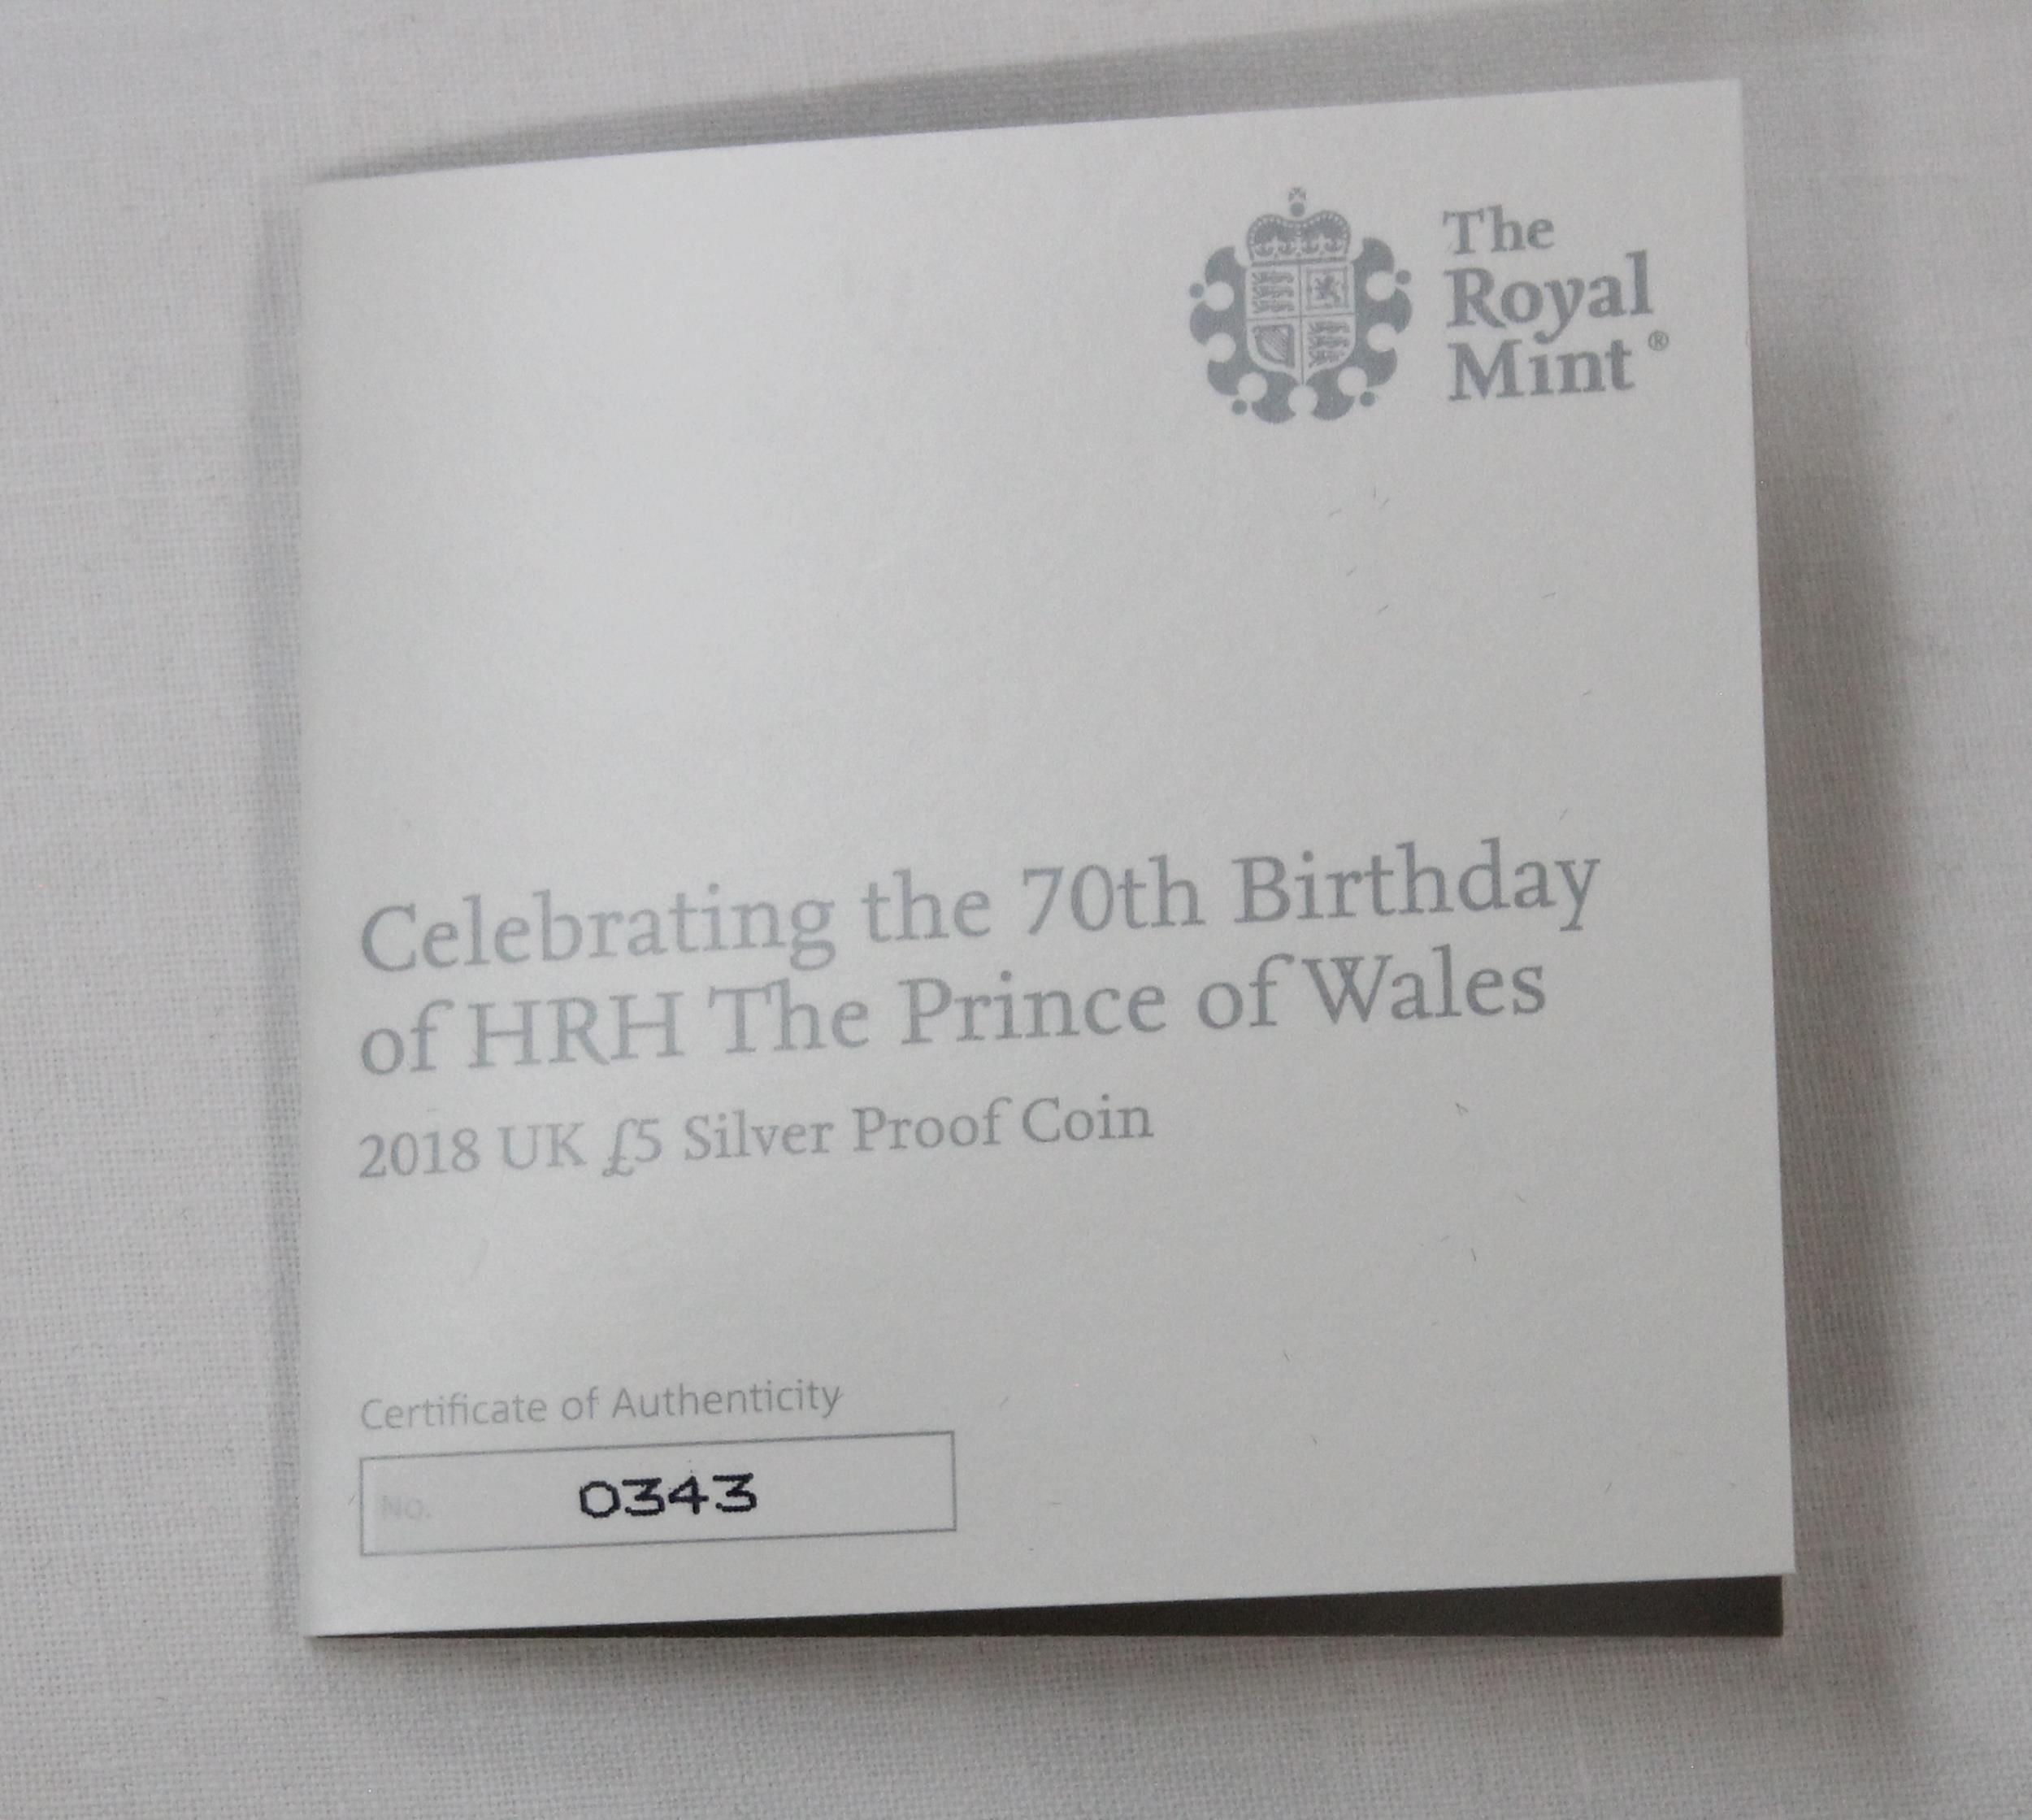 The
Royal
Mint®
Celebrating the 70th Birthday
of HRH The Prince of Wales
2018 UK £5 Silver Proof Coin
Certificate of Authenticity
No. 0343